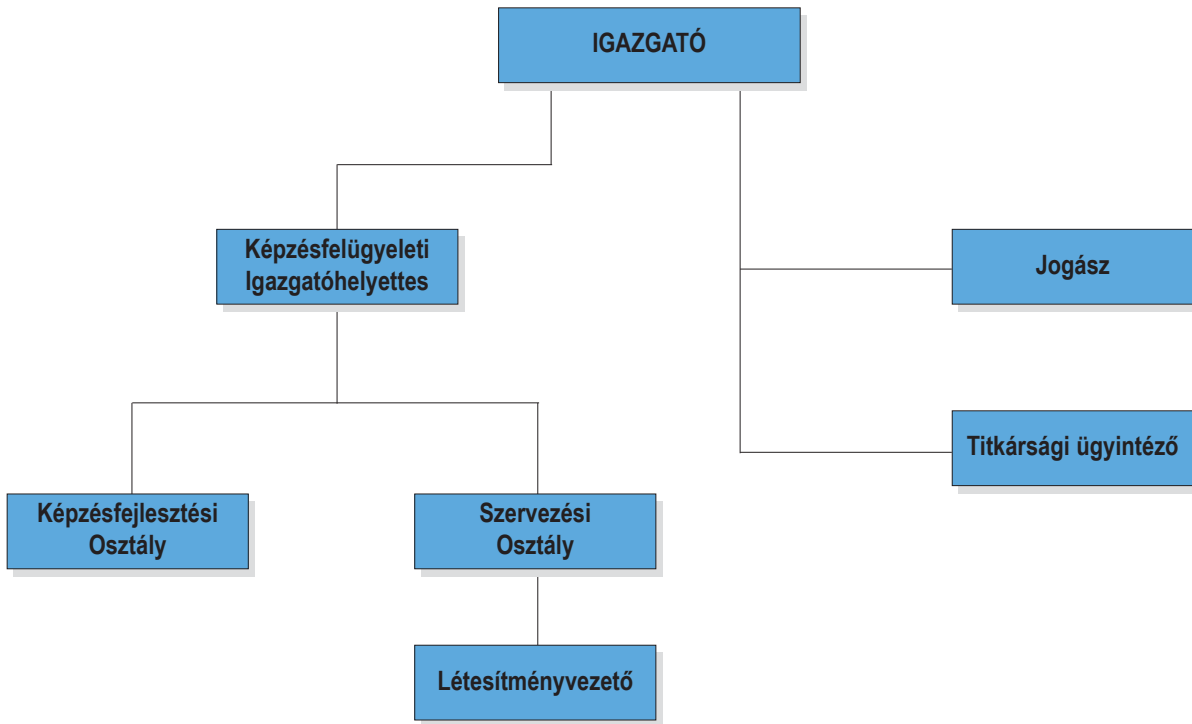 IGAZGATÓ
Képzésfelügyeleti
Igazgatóhelyettes
Jogász
Titkársági ügyintéző
Képzésfejlesztési
Osztály
Szervezési
Osztály
Létesítményvezető